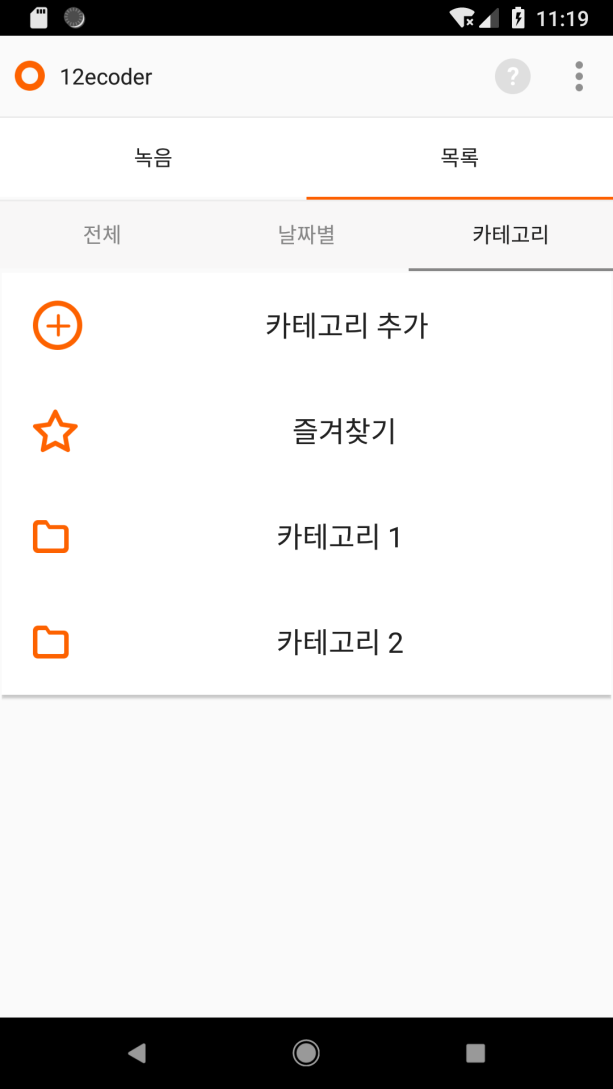 11:19
12ecoder
?
녹음 목록
전체 날짜별 카테고리
카테고리 추가
즐겨찾기
카테고리 1
카테고리 2